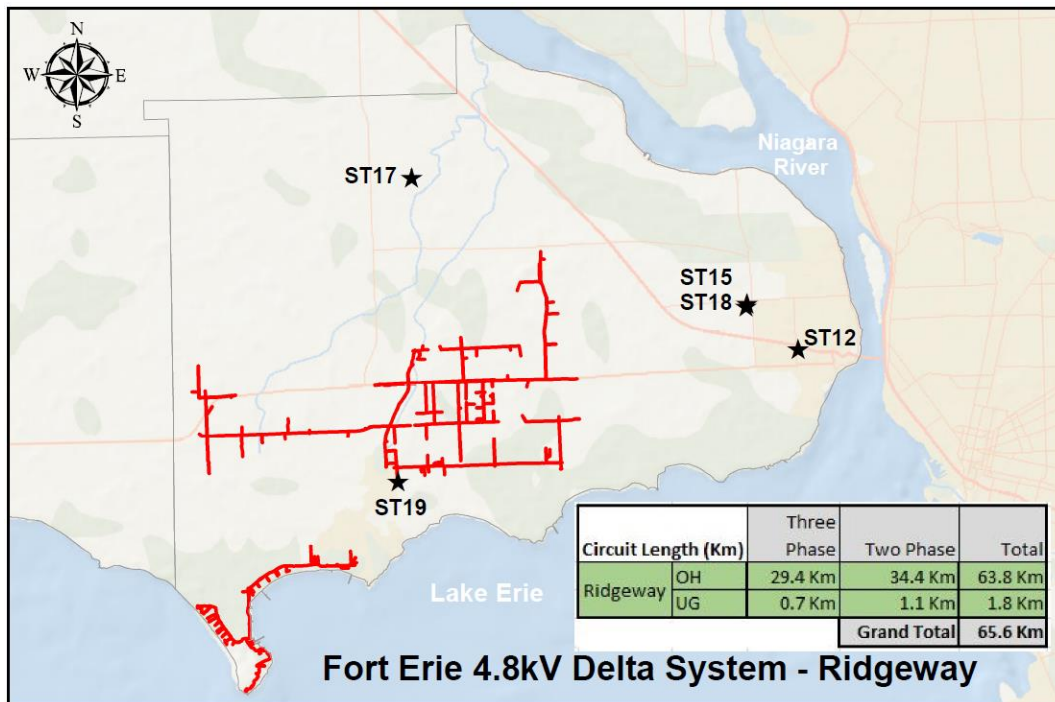 N
W E
S
Niagara
River
ST17
ST15
ST18
ST12
ST19
Lake Erie
Circuit Length (Km) Three Phase Two Phase Total
Ridgeway OH 29.4 Km 34.4 Km 63.8 Km
UG 0.7 Km 1.1 Km 1.8 Km
Grand Total 65.6 Km
Fort Erie 4.8kV Delta System - Ridgeway